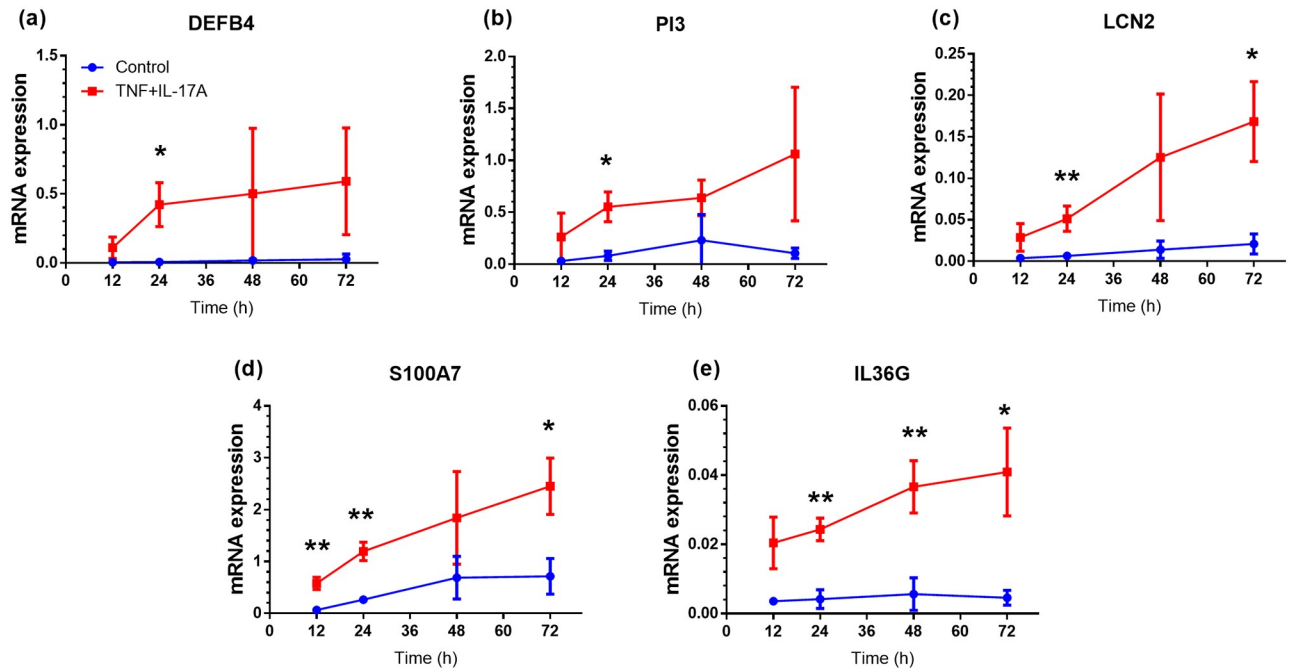 (a)
DEFB4
mRNA expression
1.5
1.0
0.5
0.0
Control
TNF+IL-17A
*
0 12 24 36 48 60 72
Time (h)
(b)
PI3
mRNA expression
2.0
1.5
1.0
0.5
0.0
*
0 12 24 36 48 60 72
Time (h)
(c)
LCN2
mRNA expression
0.25
0.20
0.15
0.10
0.05
0.00
**
*
0 12 24 36 48 60 72
Time (h)
(d)
S100A7
mRNA expression
4
3
2
1
0
**
**
*
0 12 24 36 48 60 72
Time (h)
(e)
IL36G
mRNA expression
0.06
0.04
0.02
0.00
**
**
*
0 12 24 36 48 60 72
Time (h)